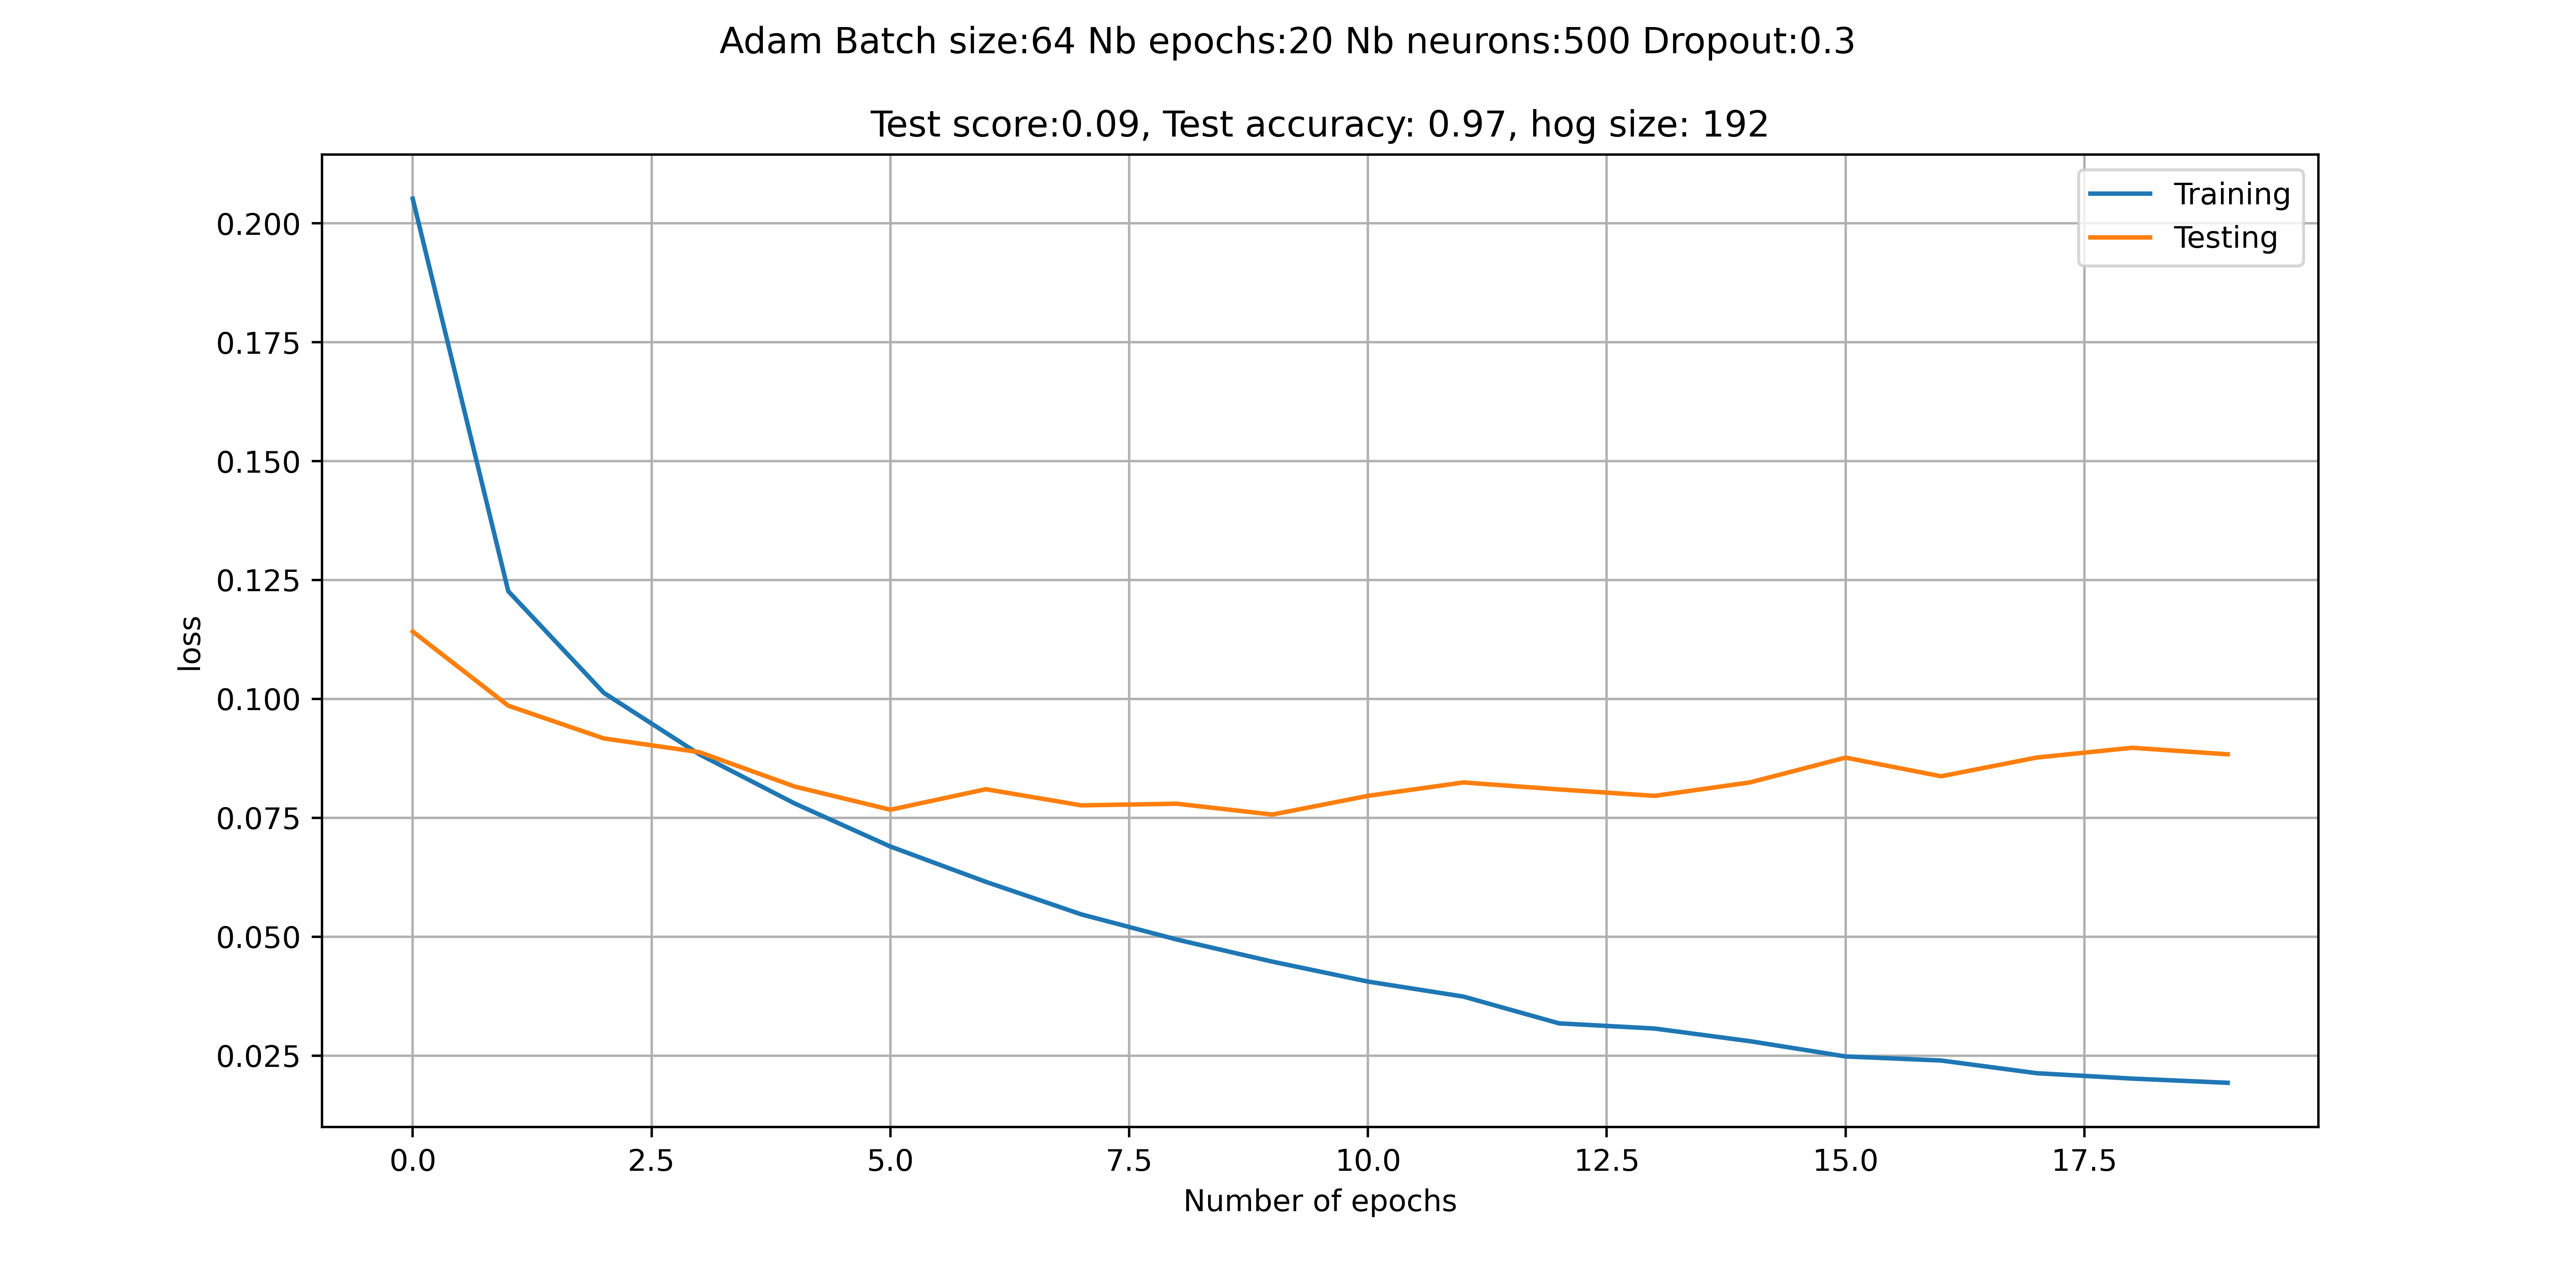 Adam Batch size:64 Nb epochs:20 Nb neurons:500 Dropout:0.3
Test score:0.09, Test accuracy: 0.97, hog size: 192
Training
Testing
0.200
0.175
0.150
0.125
0.100
0.075
0.050
0.025
loss
0.0 2.5 5.0 7.5 10.0 12.5 15.0 17.5
Number of epochs